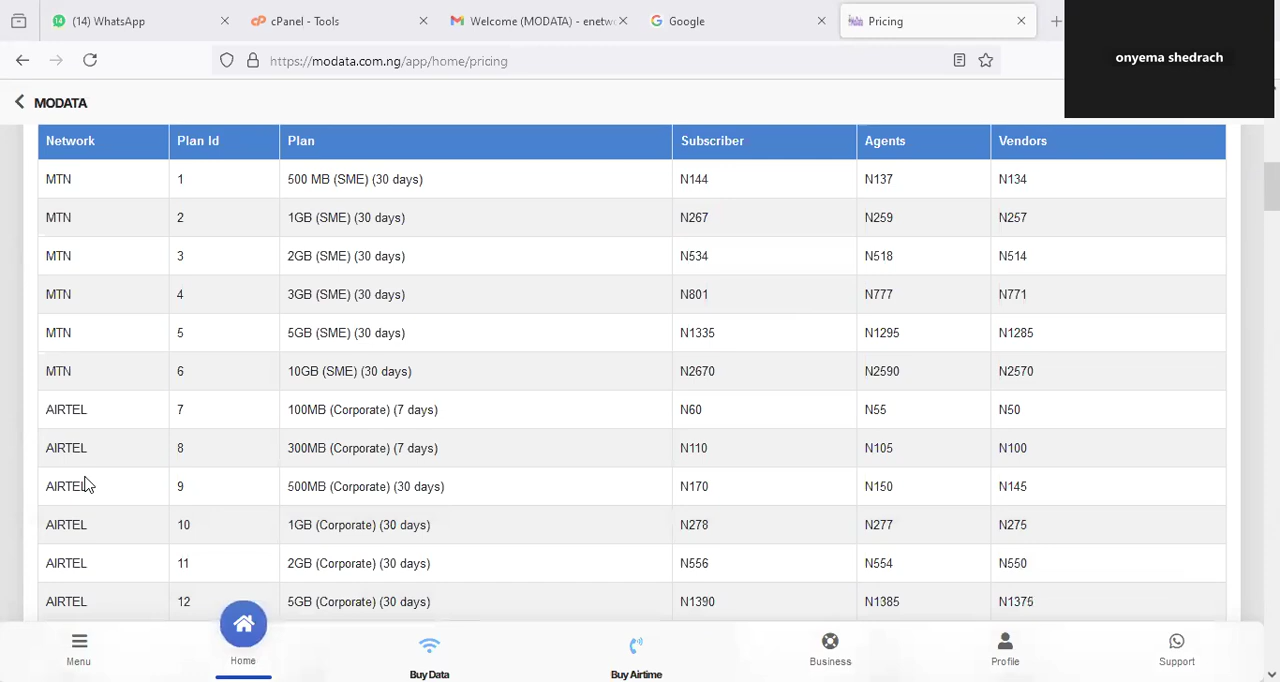 (14) WhatsApp
cPanel - Tools
Welcome (MODATA) - enetw
Google
Pricing
https://modata.com.ng/app/home/pricing
onyema shedrach
MODATA
Network Plan Id Plan Subscriber Agents Vendors
MTN 1 500 MB (SME) (30 days) N144 N137 N134
MTN 2 1GB (SME) (30 days) N267 N259 N257
MTN 3 2GB (SME) (30 days) N534 N518 N514
MTN 4 3GB (SME) (30 days) N801 N777 N771
MTN 5 5GB (SME) (30 days) N1335 N1295 N1285
MTN 6 10GB (SME) (30 days) N2670 N2590 N2570
AIRTEL 7 100MB (Corporate) (7 days) N60 N55 N50
AIRTEL 8 300MB (Corporate) (7 days) N110 N105 N100
AIRTEL 9 500MB (Corporate) (30 days) N170 N150 N145
AIRTEL 10 1GB (Corporate) (30 days) N278 N277 N275
AIRTEL 11 2GB (Corporate) (30 days) N556 N554 N550
AIRTEL 12 5GB (Corporate) (30 days) N1390 N1385 N1375
Menu
Home
Buy Data
Buy Airtime
Business
Profile
Support